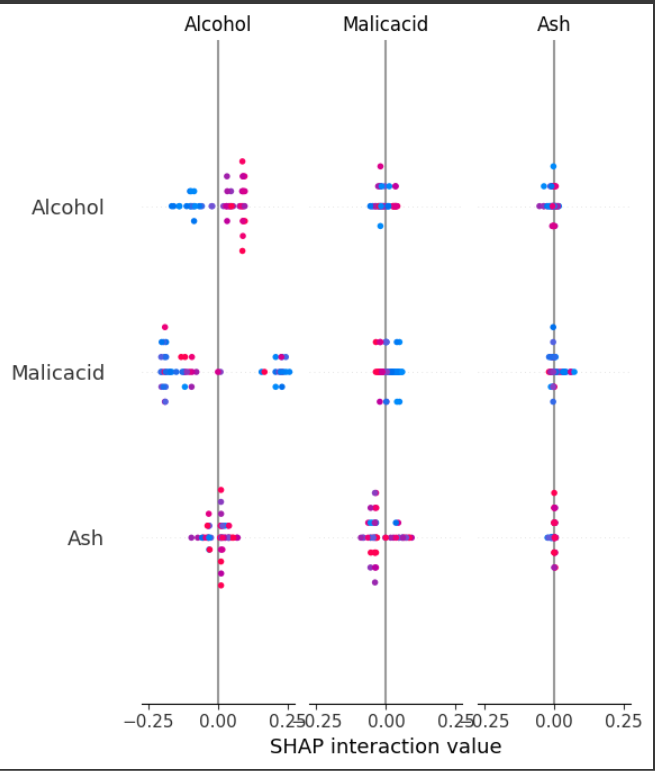 Alcohol Malicacid Ash
Alcohol
Malicacid
Ash
−0.25 0.00 0.25 −0.25 0.00 0.25 −0.25 0.00 0.25
SHAP interaction value